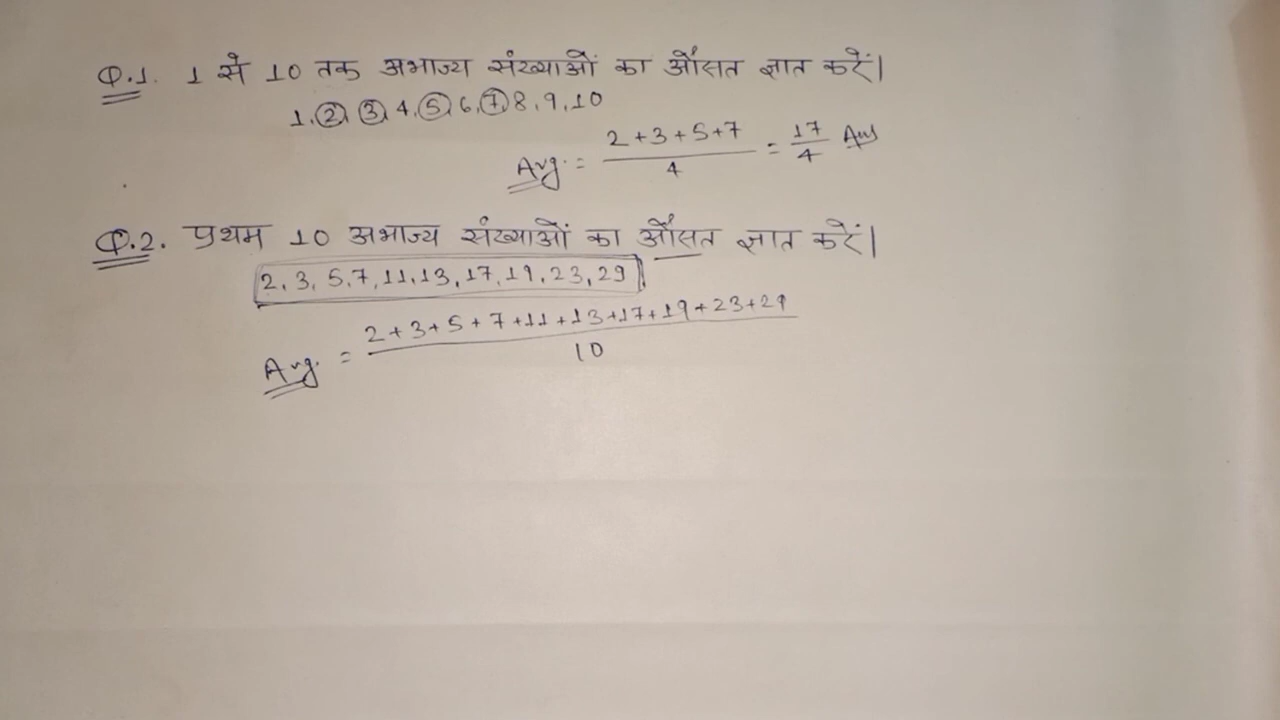 Q.1. 1 से 10 तक अभाज्य संख्याओं का औसत ज्ञात करें।
1, 2, 3, 4, 5, 6, 7, 8, 9, 10
Avg. = 2+3+5+7 / 4 = 17/4 Ans
Q.2. प्रथम 10 अभाज्य संख्याओं का औसत ज्ञात करें।
2, 3, 5, 7, 11, 13, 17, 19, 23, 29
Avg. = 2+3+5+7+11+13+17+19+23+29 / 10